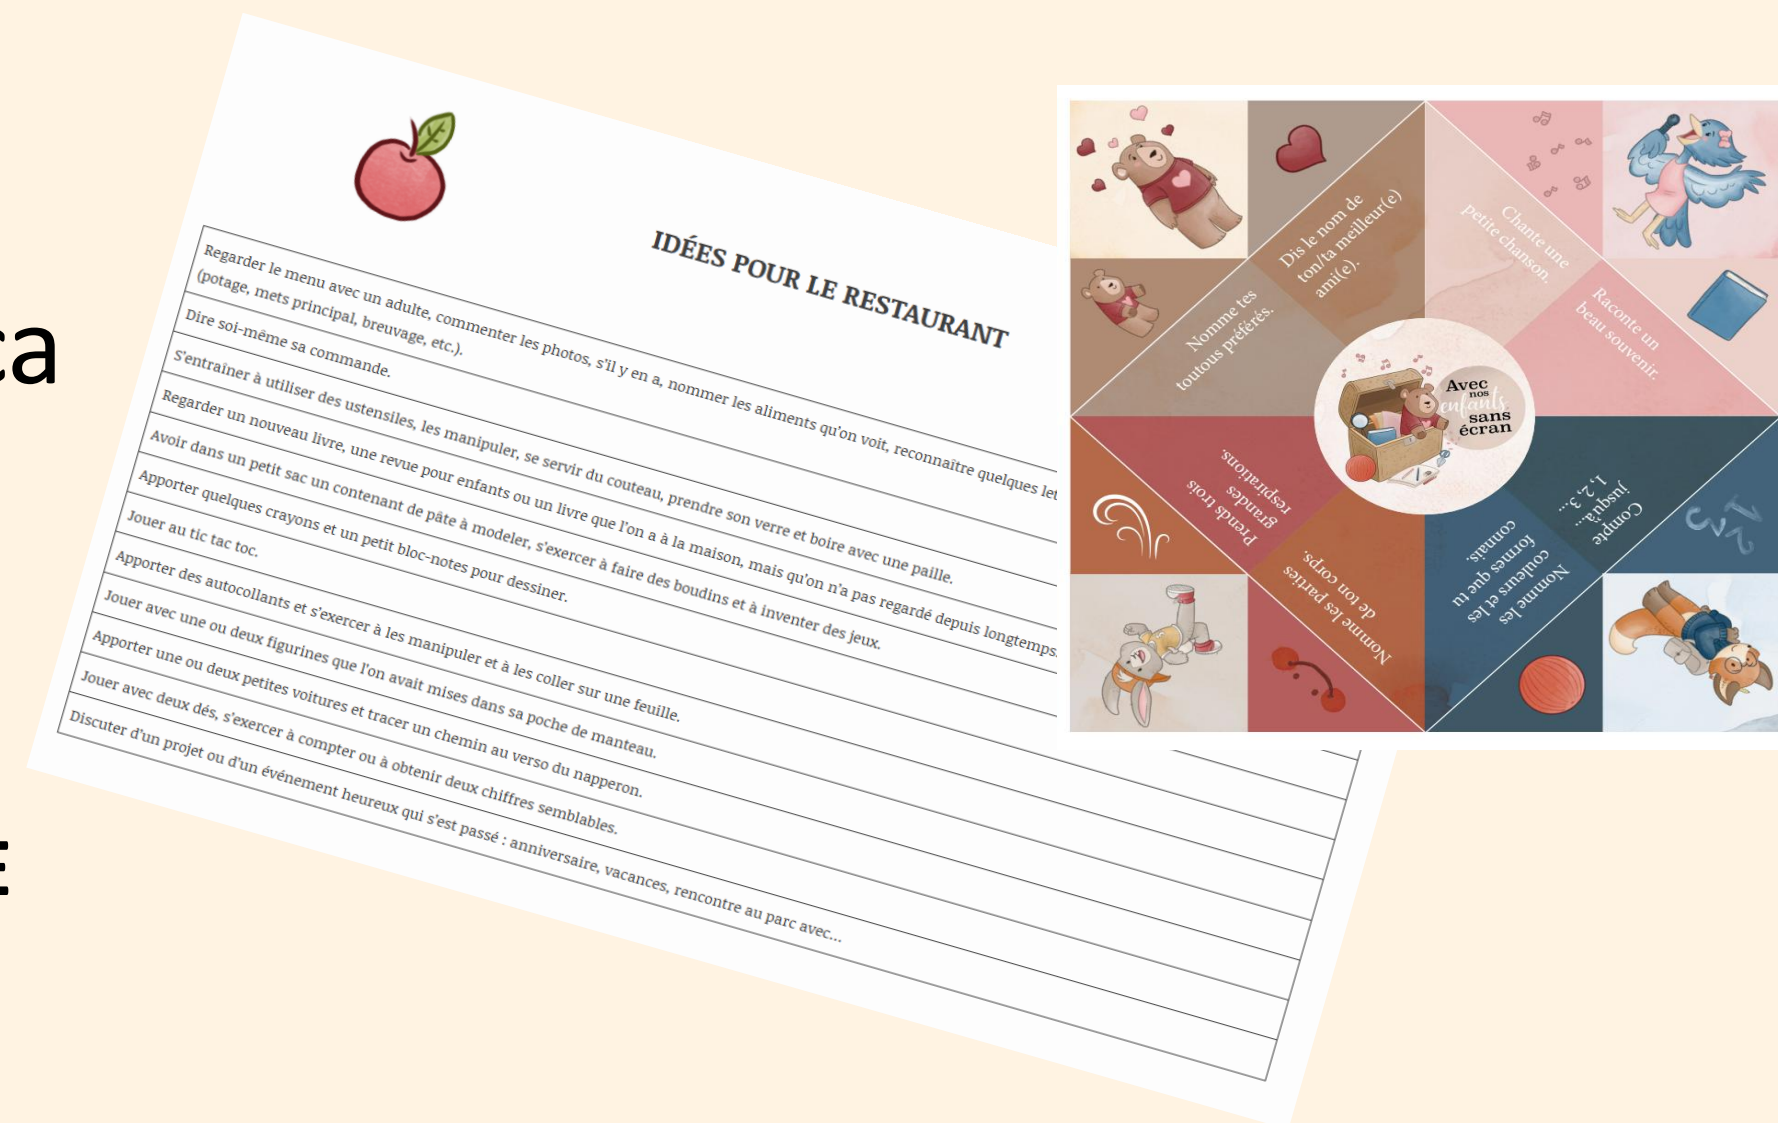 ca
IDÉES POUR LE RESTAURANT
Regarder le menu avec un adulte, commenter les photos, s'il y en a, nommer les aliments qu'on voit, reconnaître quelques let
(potage, mets principal, breuvage, etc.).
Dire soi-même sa commande.
S'entraîner à utiliser des ustensiles, les manipuler, se servir du couteau, prendre son verre et boire avec une paille.
Regarder un nouveau livre, une revue pour enfants ou un livre que l'on a à la maison, mais qu'on n'a pas regardé depuis longtemps.
Avoir dans un petit sac un contenant de pâte à modeler, s'exercer à faire des boudins et à inventer des jeux.
Apporter quelques crayons et un petit bloc-notes pour dessiner.
Jouer au tic tac toc.
Apporter des autocollants et s'exercer à les manipuler et à les coller sur une feuille.
Jouer avec une ou deux figurines que l'on avait mises dans sa poche de manteau.
Apporter une ou deux petites voitures et tracer un chemin au verso du napperon.
Jouer avec deux dés, s'exercer à compter ou à obtenir deux chiffres semblables.
Discuter d'un projet ou d'un événement heureux qui s'est passé : anniversaire, vacances, rencontre au parc avec...
Dis le nom de
ton/ta meilleur(e)
ami(e).
Nomme tes
toutous préférés.
Chante une
petite chanson.
Raconte un
beau souvenir.
Avec
nos
enfants
sans
écran
Prends trois
grandes
respirations.
Nomme les parties
de ton corps.
Nomme les
couleurs et les
formes que tu
connais.
Compte
jusqu'à...
1, 2, 3...
123